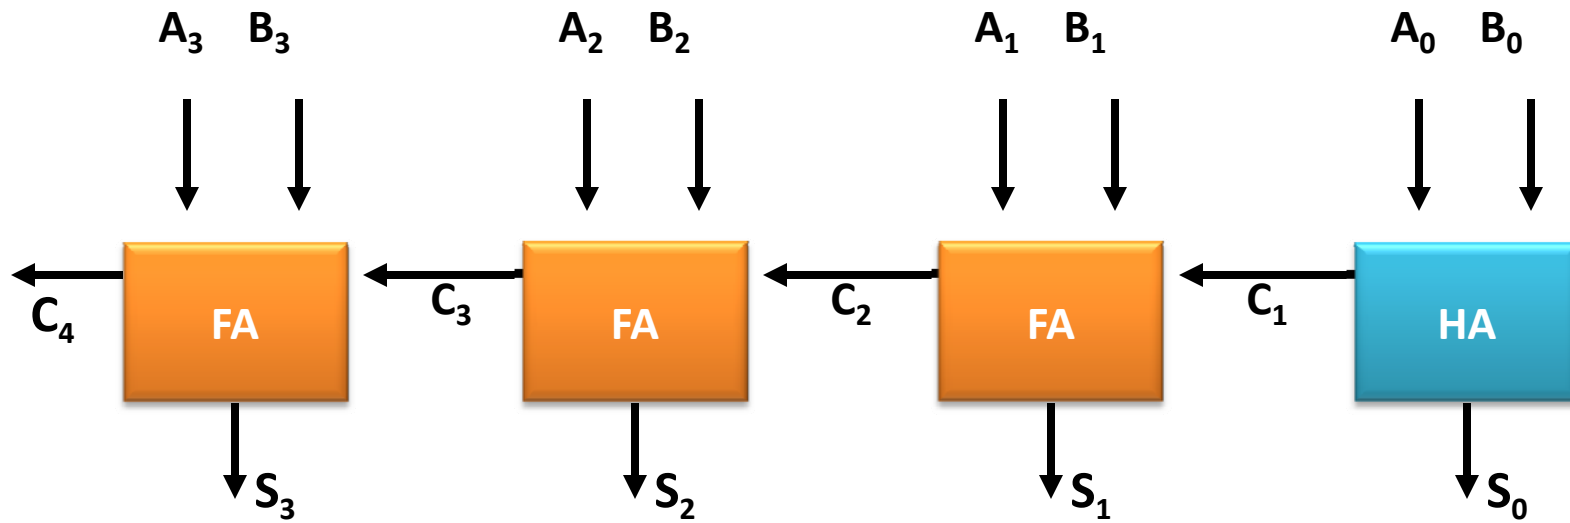 A₃ B₃ A₂ B₂ A₁ B₁ A₀ B₀
C₄ FA C₃ FA C₂ FA C₁ HA
S₃ S₂ S₁ S₀